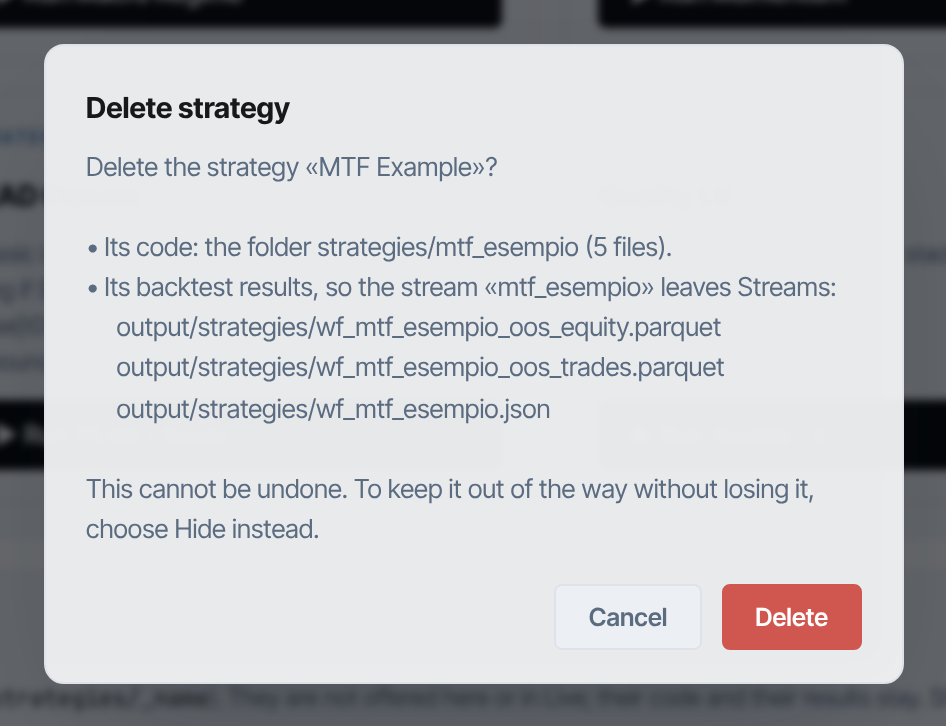 Delete strategy
Delete the strategy «MTF Example»?
• Its code: the folder strategies/mtf_esempio (5 files).
• Its backtest results, so the stream «mtf_esempio» leaves Streams:
output/strategies/wf_mtf_esempio_oos_equity.parquet
output/strategies/wf_mtf_esempio_oos_trades.parquet
output/strategies/wf_mtf_esempio.json
This cannot be undone. To keep it out of the way without losing it,
choose Hide instead.
Cancel
Delete